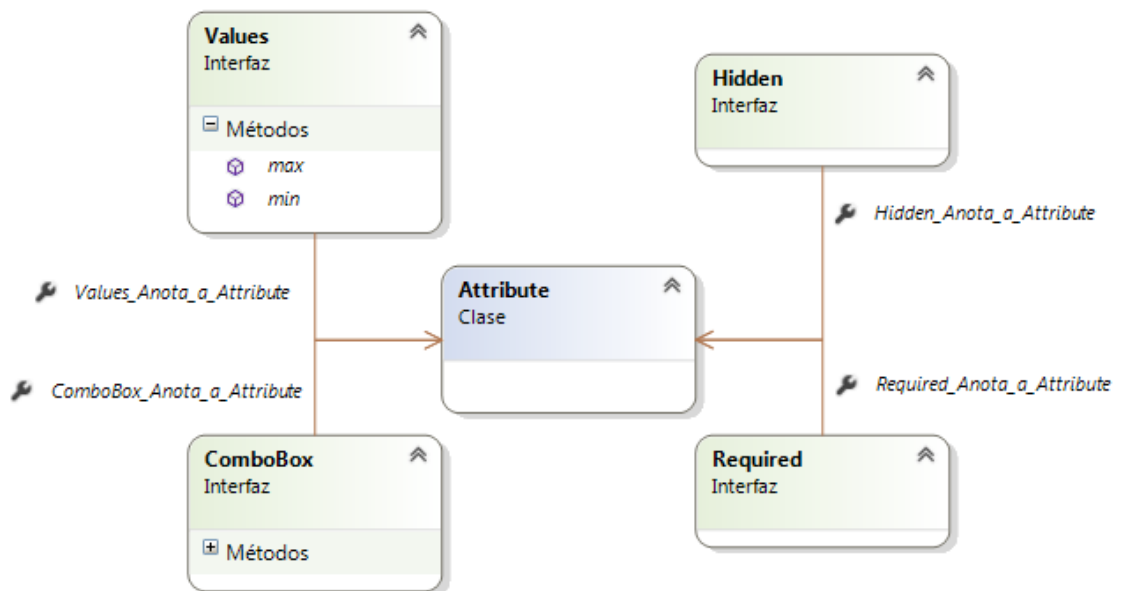 Values
Interfaz
Métodos
max
min
Hidden
Interfaz
Hidden_Anota_a_Attribute
Values_Anota_a_Attribute
Attribute
Clase
ComboBox_Anota_a_Attribute
Required_Anota_a_Attribute
ComboBox
Interfaz
Métodos
Required
Interfaz